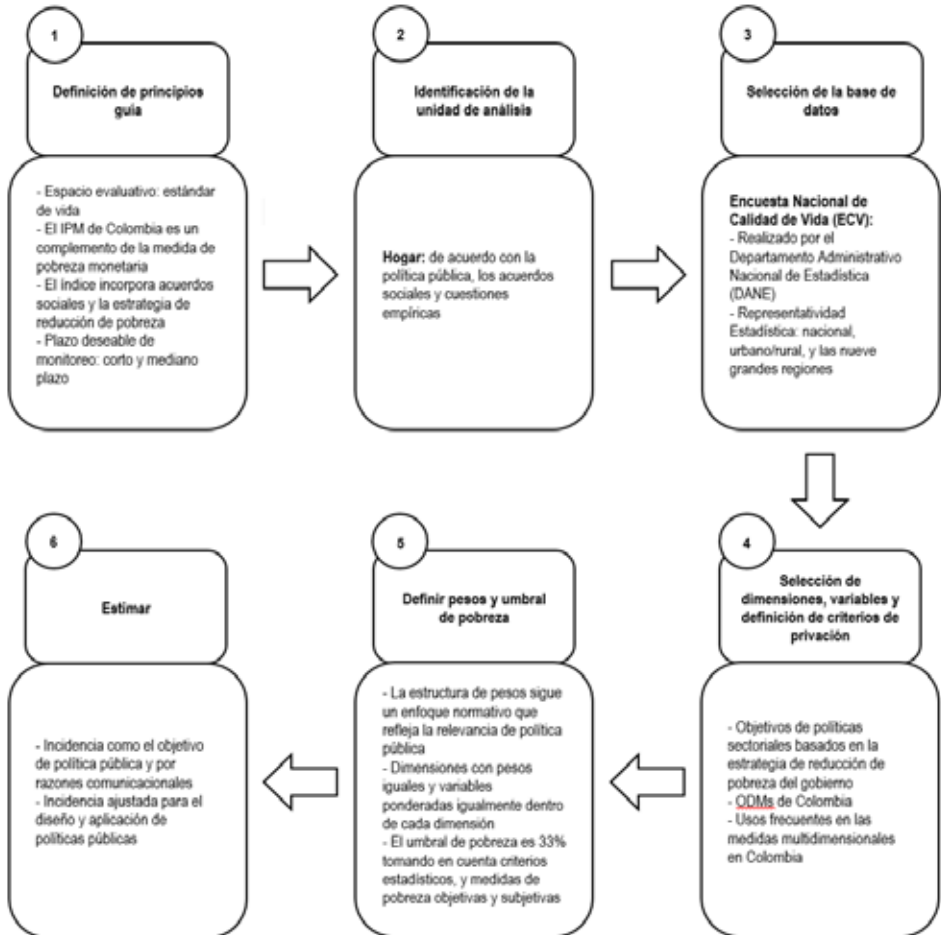 1
Definición de principios
guía
- Espacio evaluativo: estándar
de vida
- El IPM de Colombia es un
complemento de la medida de
pobreza monetaria
- El índice incorpora acuerdos
sociales y la estrategia de
reducción de pobreza
- Plazo deseable de
monitoreo: corto y mediano
plazo
2
Identificación de la
unidad de análisis
Hogar: de acuerdo con la
política pública, los acuerdos
sociales y cuestiones
empíricas
3
Selección de la base de
datos
Encuesta Nacional de
Calidad de Vida (ECV):
- Realizado por el
Departamento Administrativo
Nacional de Estadística
(DANE)
- Representatividad
Estadística: nacional,
urbano/rural, y las nueve
grandes regiones
4
Selección de
dimensiones, variables y
definición de criterios de
privación
- Objetivos de políticas
sectoriales basados en la
estrategia de reducción de
pobreza del gobierno
- ODMs de Colombia
- Usos frecuentes en las
medidas multidimensionales
en Colombia
5
Definir pesos y umbral
de pobreza
- La estructura de pesos sigue
un enfoque normativo que
refleja la relevancia de política
pública
- Dimensiones con pesos
iguales y variables
ponderadas igualmente dentro
de cada dimensión
- El umbral de pobreza es 33%
tomando en cuenta criterios
estadísticos, y medidas de
pobreza objetivas y subjetivas
6
Estimar
- Incidencia como el objetivo
de política pública y por
razones comunicacionales
- Incidencia ajustada para el
diseño y aplicación de
políticas públicas